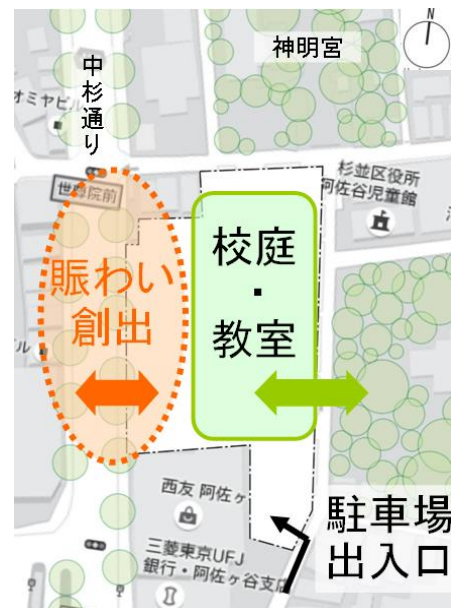 N
神明宮
中杉通り
オミヤビル
世尊院前
杉並区役所
阿佐谷児童館
賑わい
創出
校庭
・
教室
ル
西友 阿佐ヶ
三菱東京UFJ
銀行・阿佐ヶ谷支店
駐車場
出入口